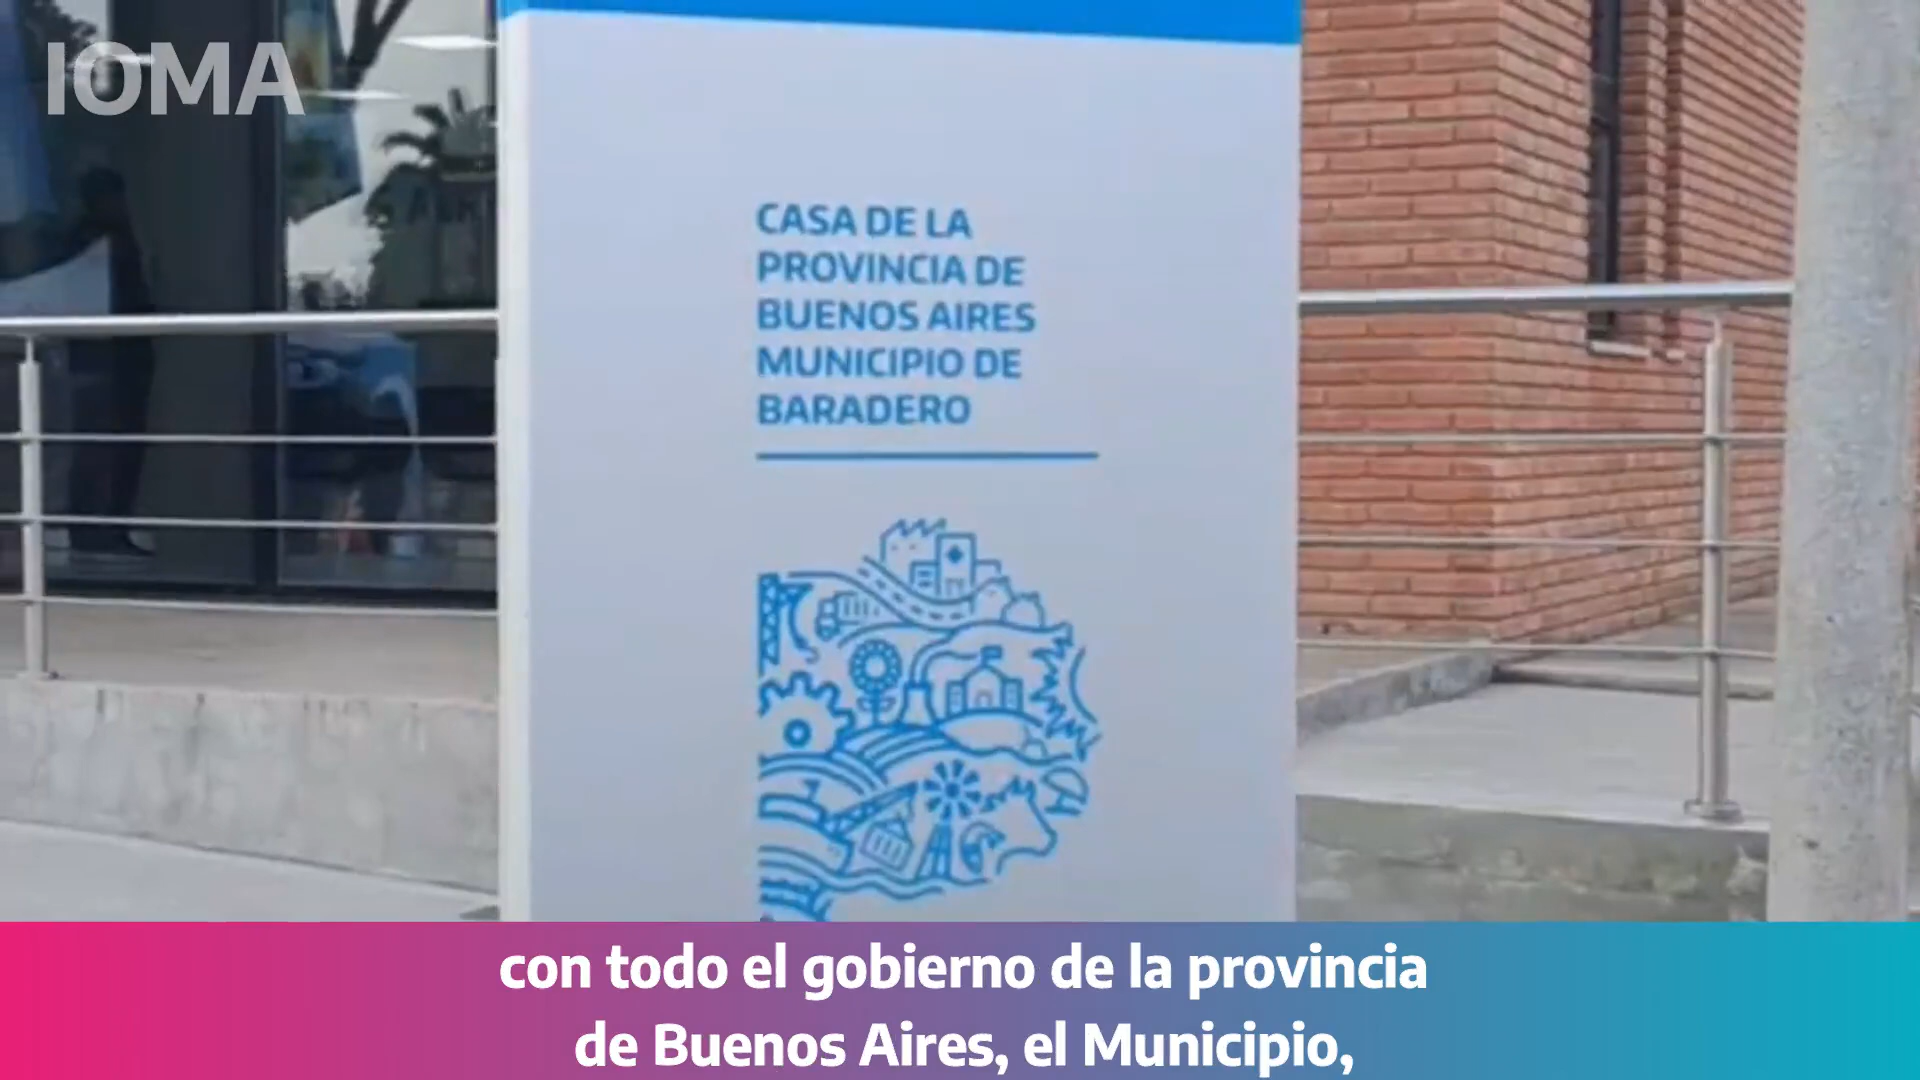 IOMA
CASA DE LA
PROVINCIA DE
BUENOS AIRES
MUNICIPIO DE
BARADERO
con todo el gobierno de la provincia
de Buenos Aires, el Municipio,